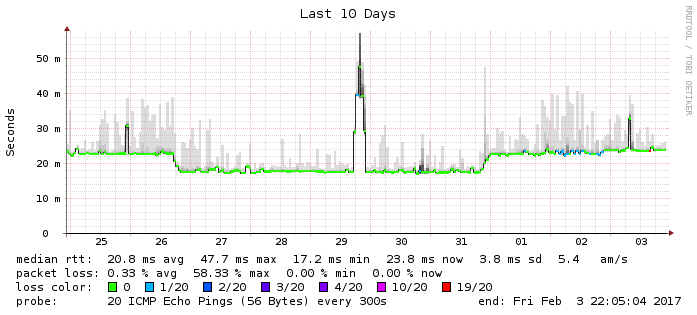 Last 10 Days
RRDTOOL / TOBI OETIKER
Seconds
50 m
40 m
30 m
20 m
10 m
0
25 26 27 28 29 30 31 01 02 03
median rtt: 20.8 ms avg 47.7 ms max 17.2 ms min 23.8 ms now 3.8 ms sd 5.4 am/s
packet loss: 0.33 % avg 58.33 % max 0.00 % min 0.00 % now
loss color: 0 1/20 2/20 3/20 4/20 10/20 19/20
probe: 20 ICMP Echo Pings (56 Bytes) every 300s end: Fri Feb 3 22:05:04 2017